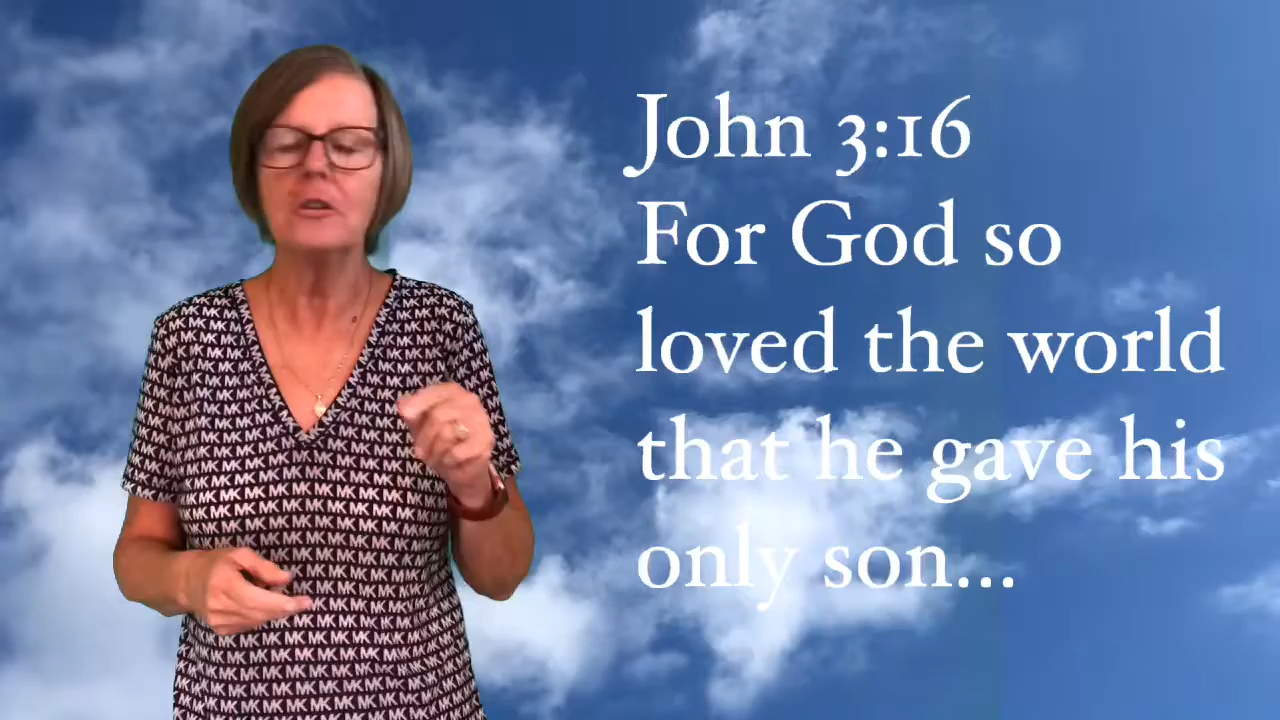 John 3:16
For God so
loved the world
that he gave his
only son...